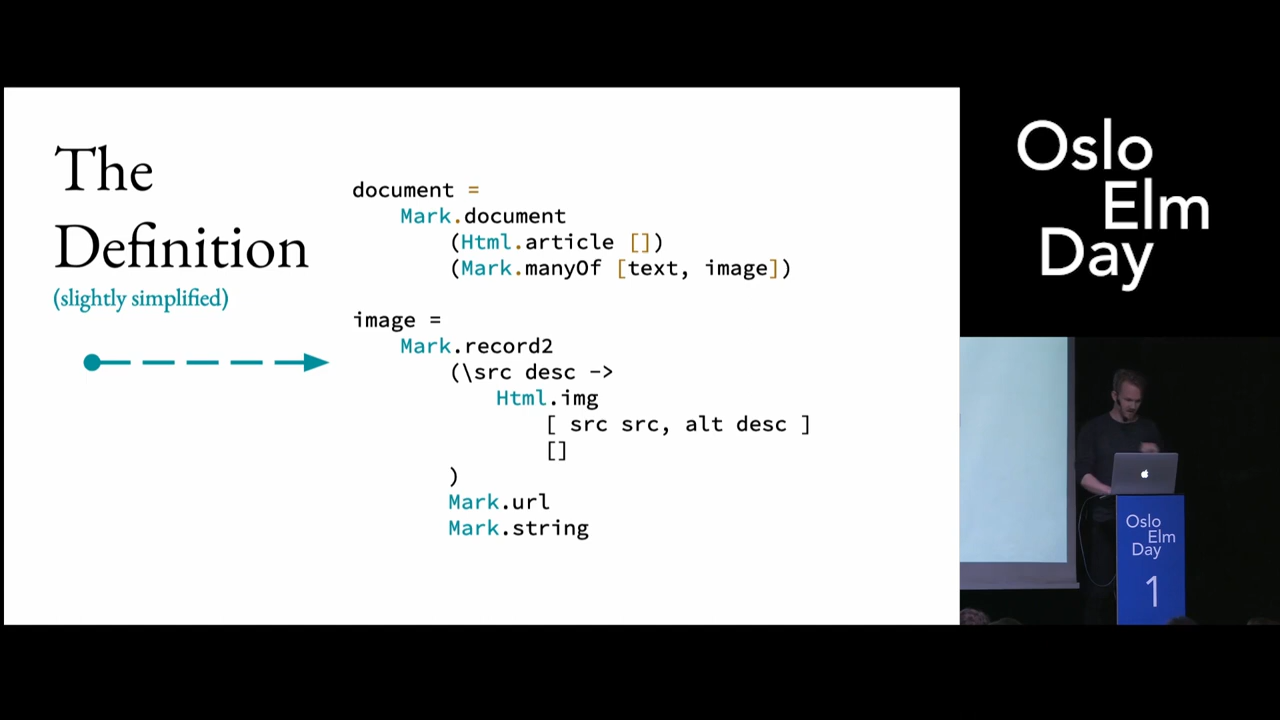 The
Definition
(slightly simplified)
document =
    Mark.document
        (Html.article [])
        (Mark.manyOf [text, image])
image =
    Mark.record2
        (\src desc ->
            Html.img
                [ src src, alt desc ]
                []
        )
        Mark.url
        Mark.string
Oslo
Elm
Day
Oslo
Elm
Day
1